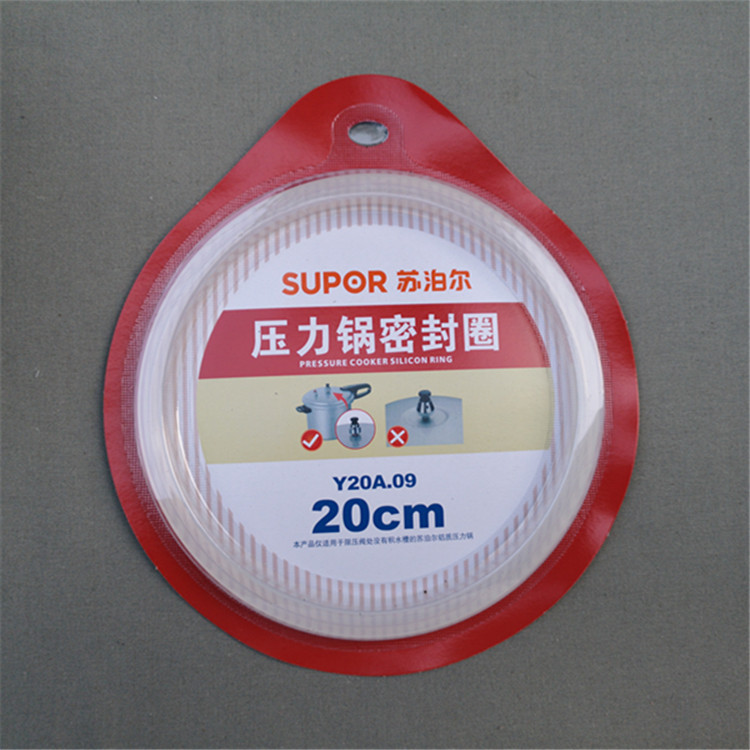 SUPOR 苏泊尔
压力锅密封圈
PRESSURE COOKER SILICON RING
Y20A.09
20cm
本产品仅适用于限压阀处没有积水槽的苏泊尔铝质压力锅